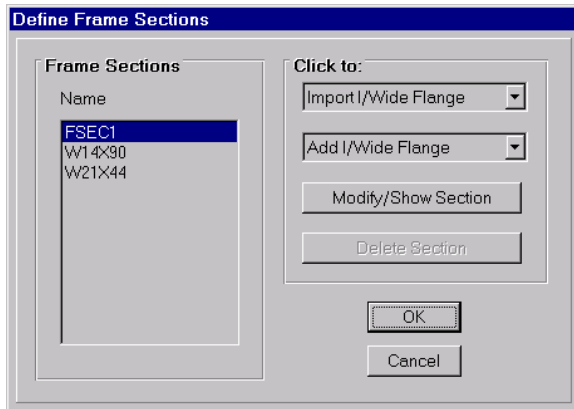 Define Frame Sections
Frame Sections
Name
FSEC1
W14X90
W21X44
Click to:
Import I/Wide Flange
Add I/Wide Flange
Modify/Show Section
Delete Section
OK
Cancel